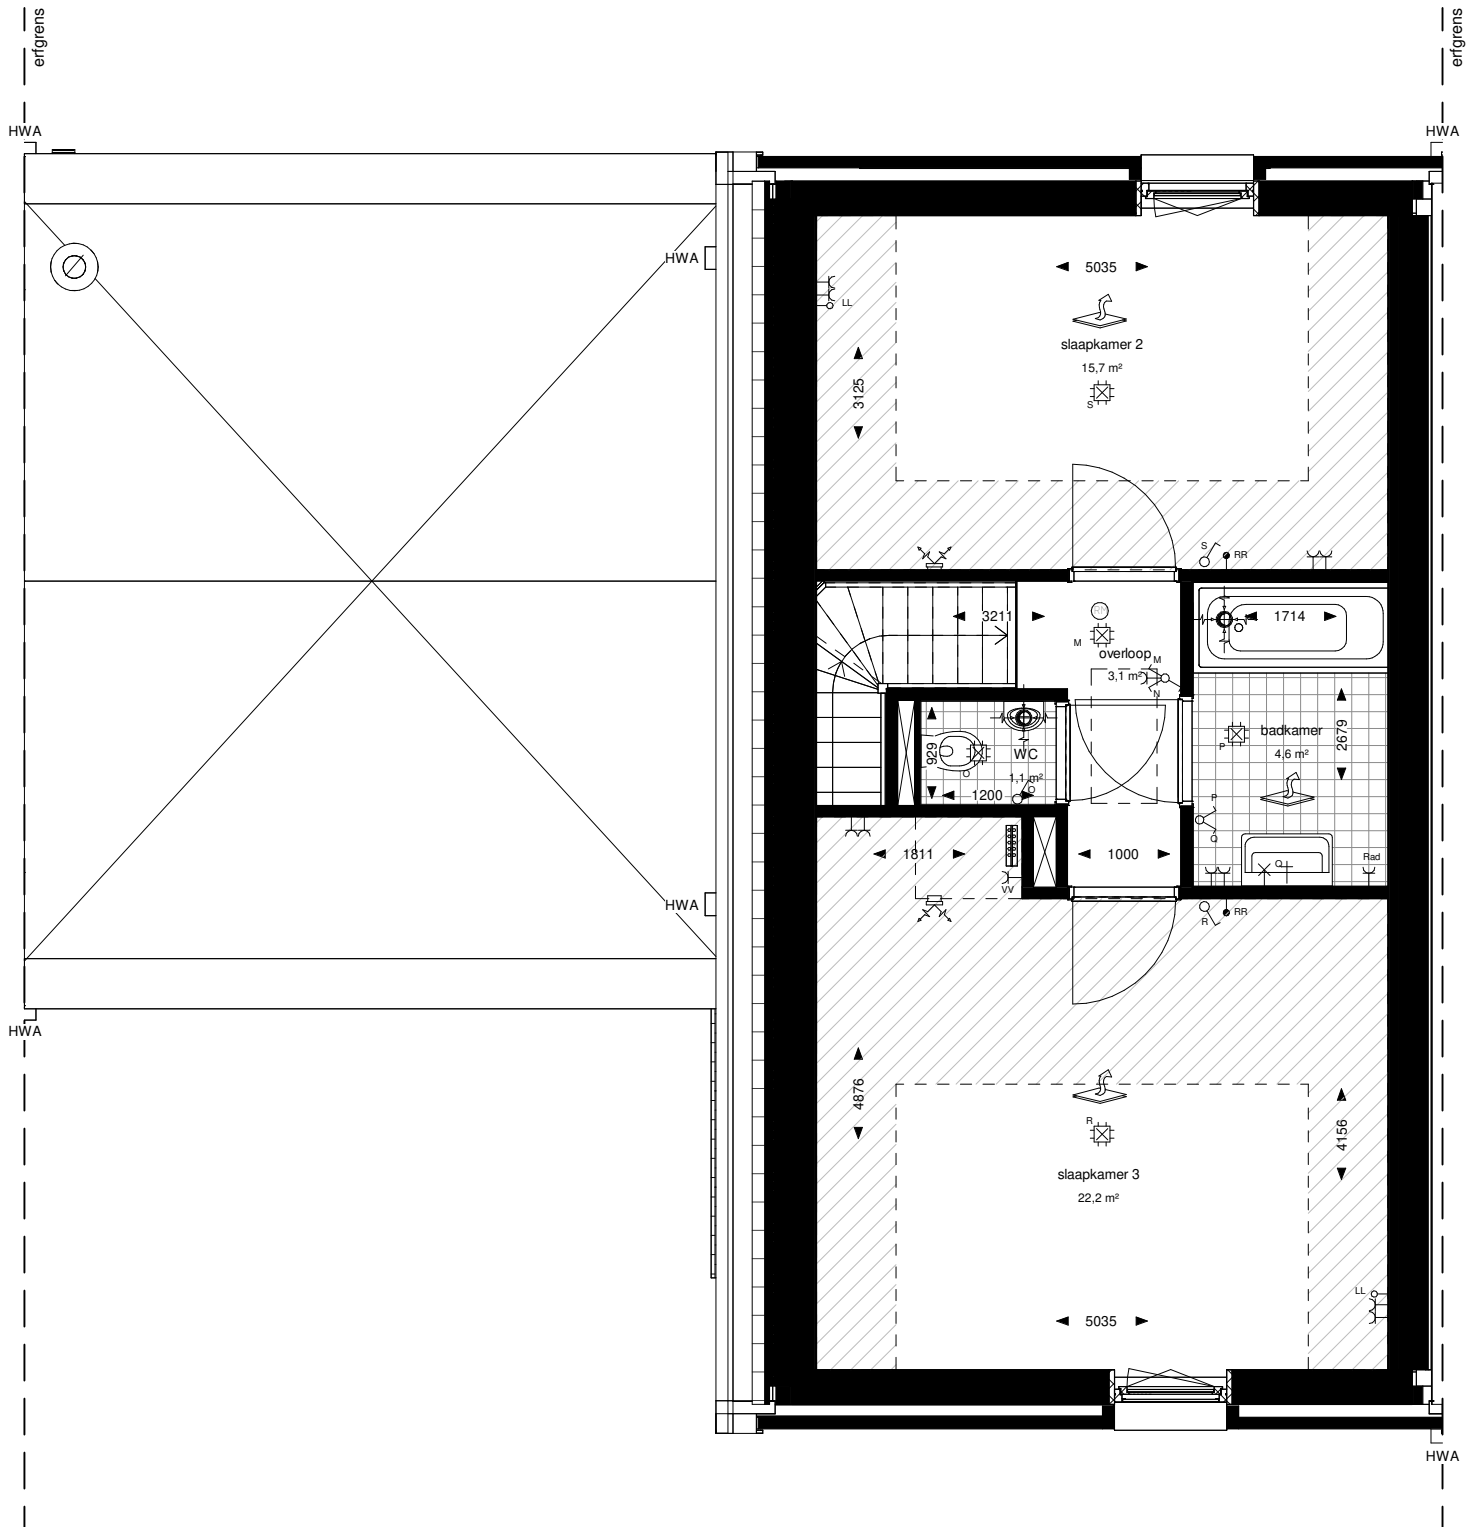 erfgrens
erfgrens
HWA
HWA
HWA
5035
LL
slaapkamer 2
15,7 m²
3125
S
S
RR
RM
3211
1714
M
overloop
M
3,1 m²
N
badkamer
4,6 m²
P
2679
929
WC
1,1 m²
O
O
1200
P
Q
1811
1000
Q
Rad
VV
HWA
R
RR
HWA
4876
R
4156
slaapkamer 3
22,2 m²
LL
5035
HWA